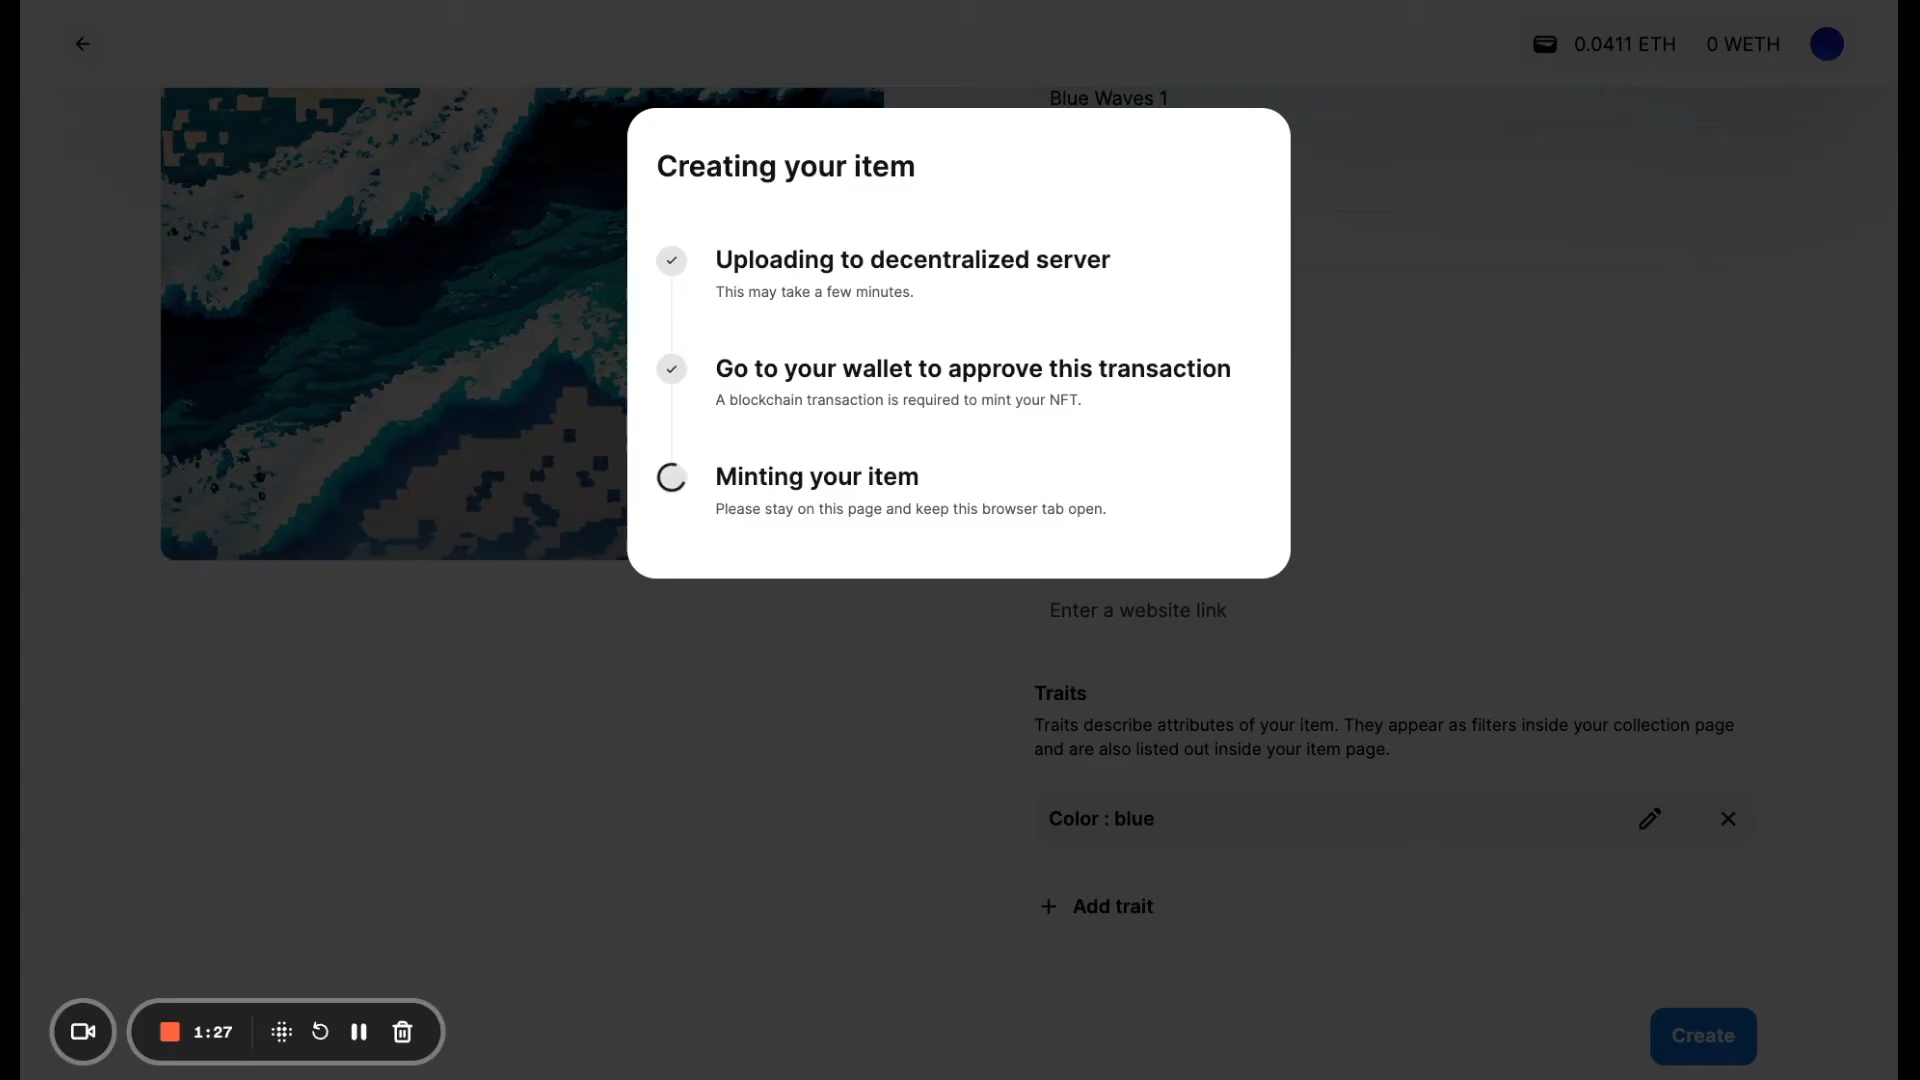 0.0411 ETH
0 WETH
Blue Waves 1
Creating your item
Uploading to decentralized server
This may take a few minutes.
Go to your wallet to approve this transaction
A blockchain transaction is required to mint your NFT.
Minting your item
Please stay on this page and keep this browser tab open.
Enter a website link
Traits
Traits describe attributes of your item. They appear as filters inside your collection page
and are also listed out inside your item page.
Color : blue
Add trait
1:27
Create